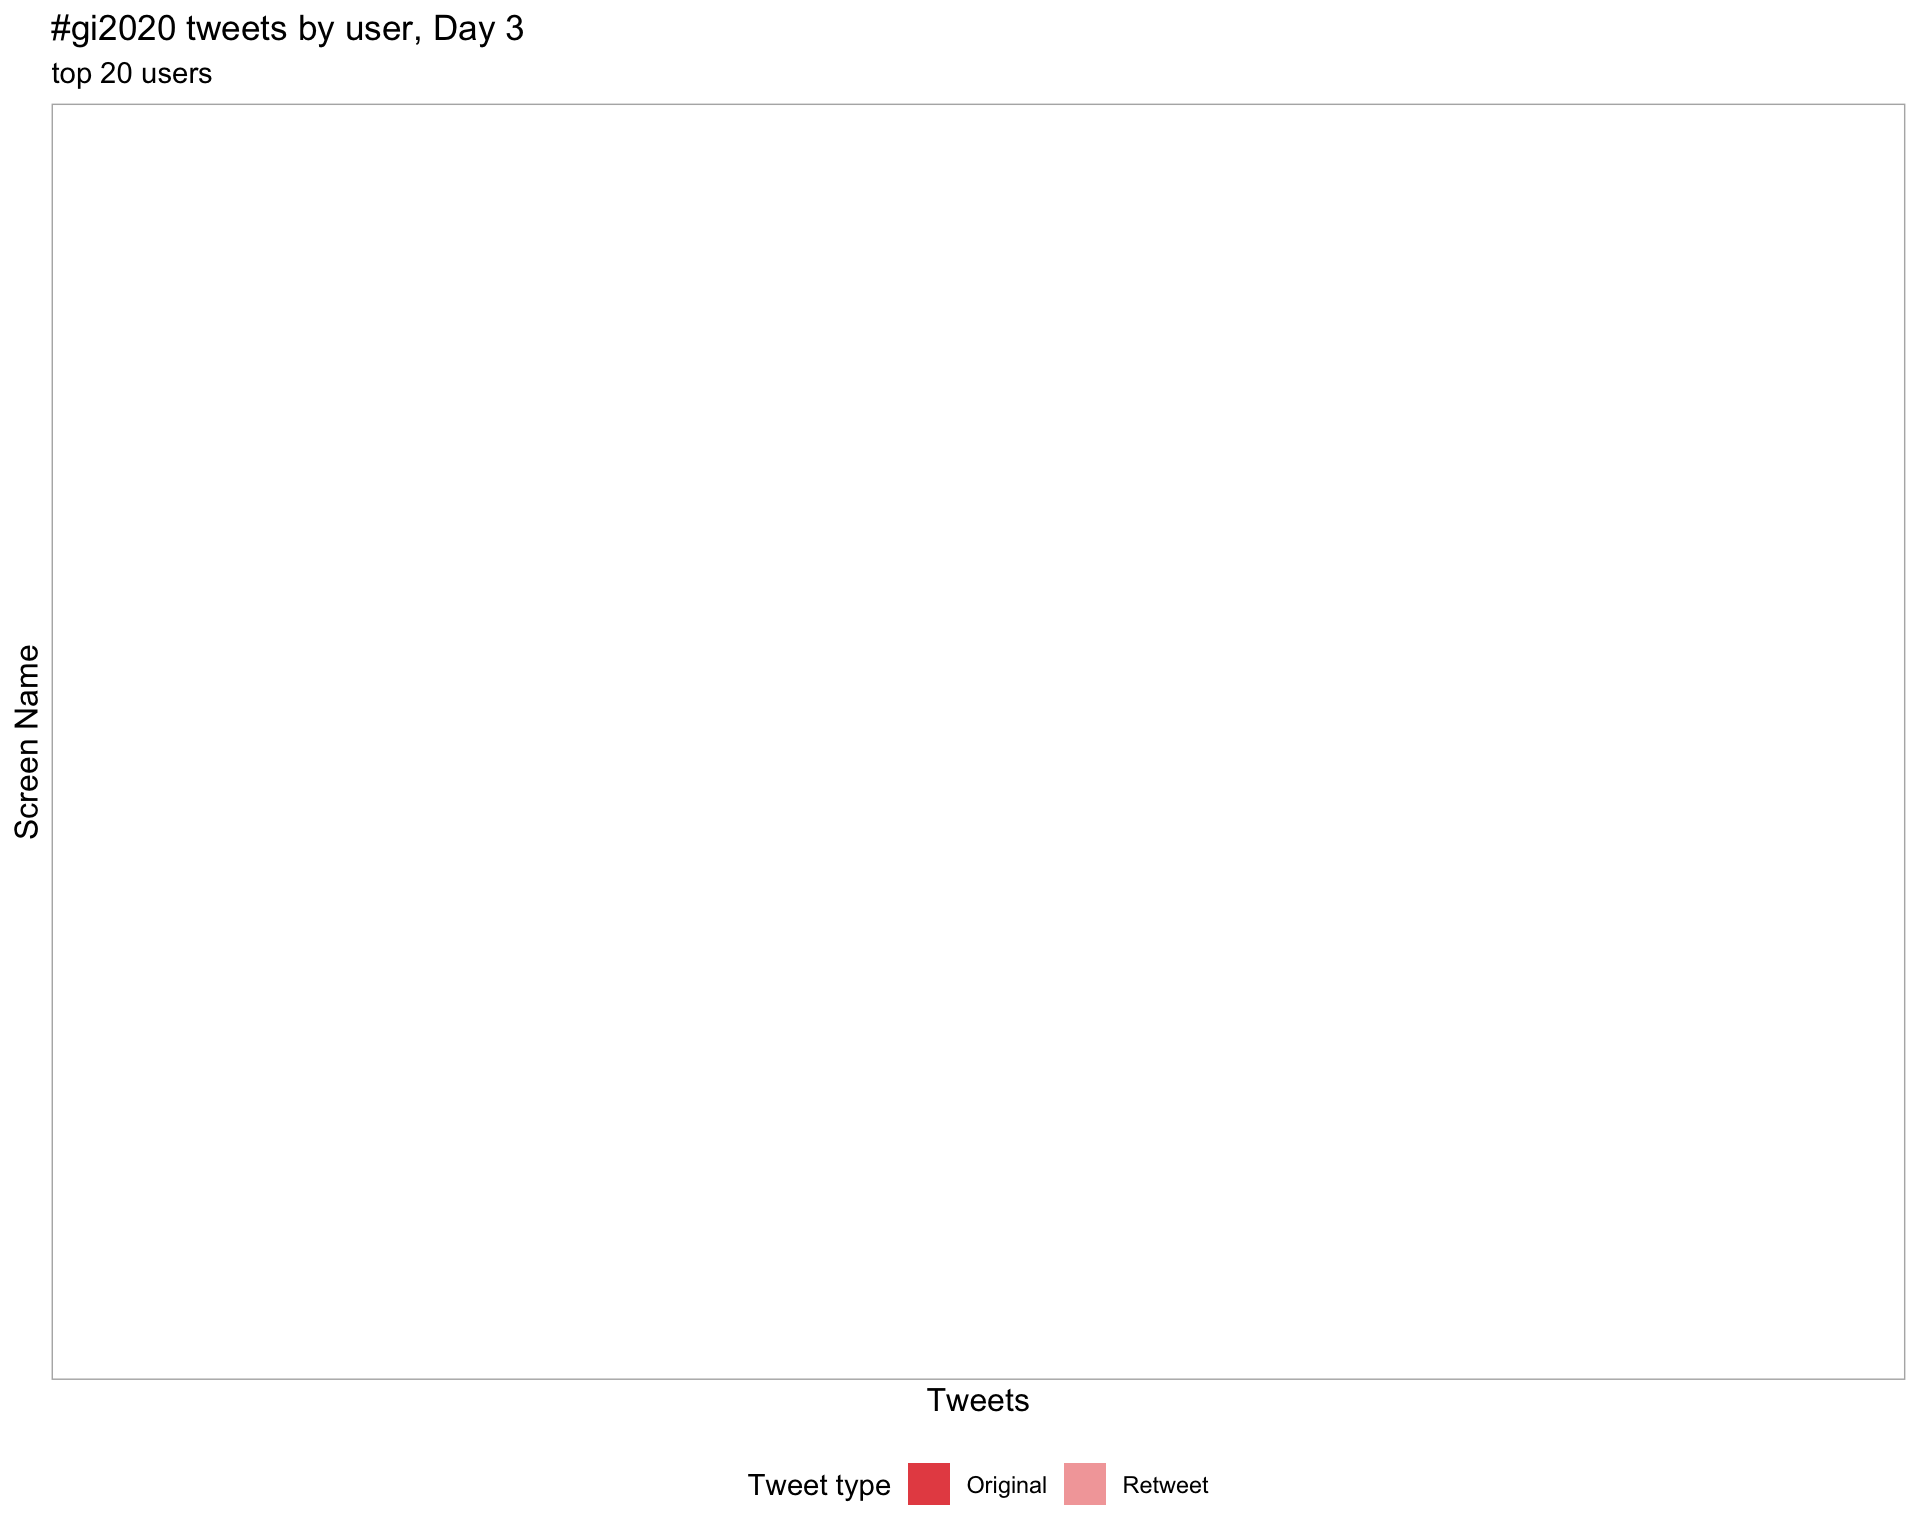 #gi2020 tweets by user, Day 3
top 20 users
Screen Name
Tweets
Tweet type Original Retweet